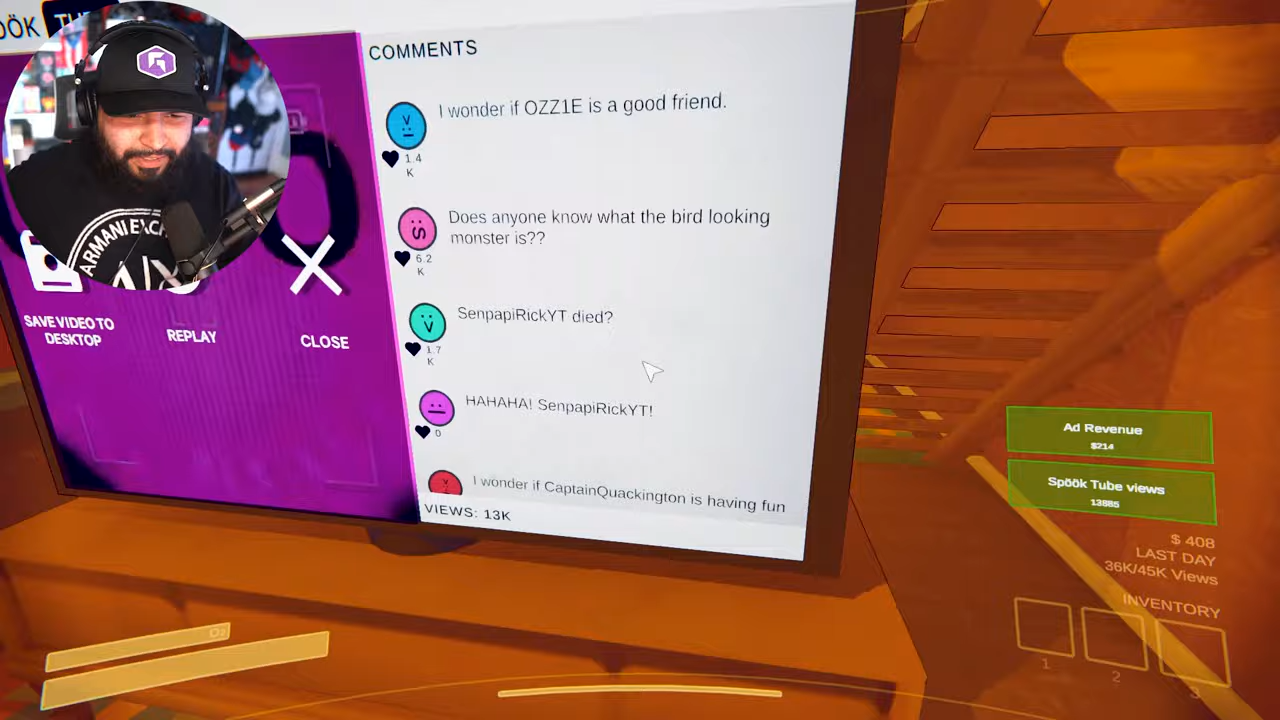 COMMENTS
I wonder if OZZ1E is a good friend.
1.4
K
Does anyone know what the bird looking
monster is??
6.2
K
SenpapiRickYT died?
1.7
K
HAHAHA! SenpapiRickYT!
0
I wonder if CaptainQuackington is having fun
VIEWS: 13K
SAVE VIDEO TO
DESKTOP
REPLAY
CLOSE
ARMANI EXCH
A/X
Ad Revenue
$214
Spöök Tube views
13885
$ 408
LAST DAY
36K/45K Views
INVENTORY
1
2
3
O2